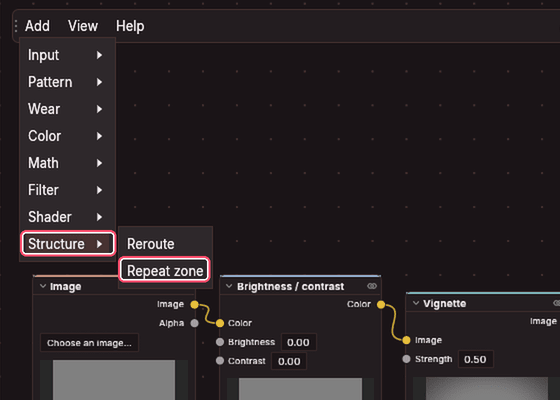 Add View Help
Input
Pattern
Wear
Color
Math
Filter
Shader
Structure
Reroute
Repeat zone
Image
Image
Alpha
Choose an image...
Brightness / contrast
Color
Color
Brightness 0.00
Contrast 0.00
Vignette
Image
Image
Strength 0.50